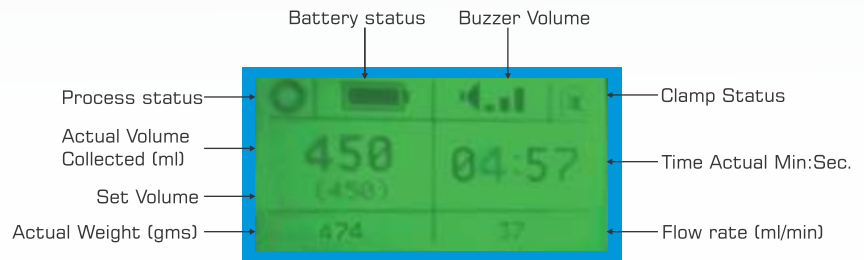 Battery status
Buzzer Volume
Process status
Clamp Status
Actual Volume
Collected (ml)
450
04:57
Time Actual Min:Sec.
Set Volume
(450)
Actual Weight (gms)
474
37
Flow rate (ml/min)